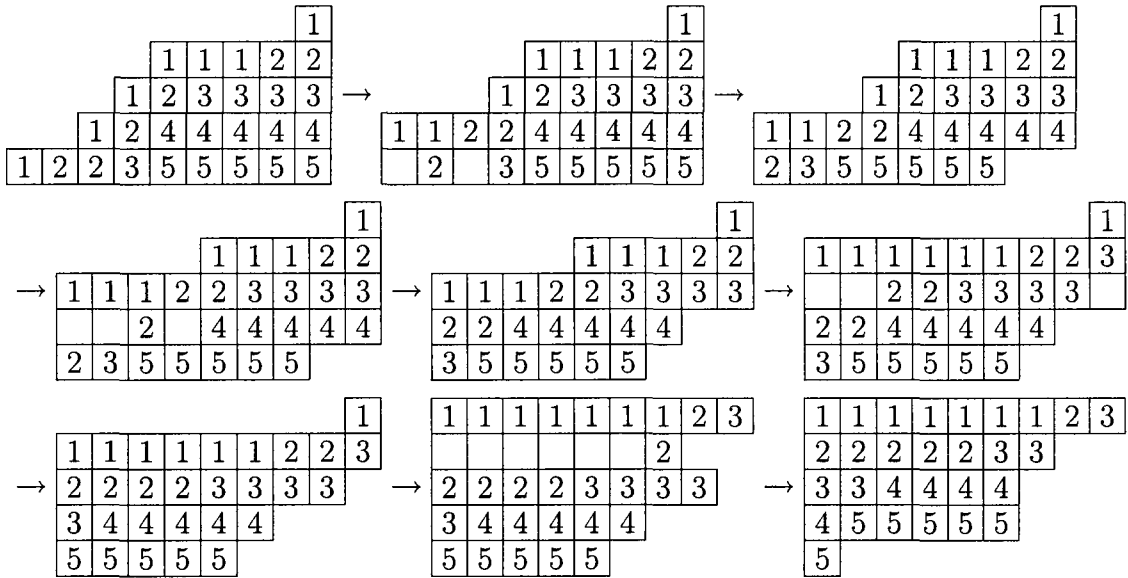 1 1 1
1 1 1 2 2 1 1 1 2 2 1 1 1 2 2
1 2 3 3 3 3 → 1 2 3 3 3 3 → 1 2 3 3 3 3
1 2 4 4 4 4 4 1 1 2 2 4 4 4 4 4 1 1 2 2 4 4 4 4 4
1 2 2 3 5 5 5 5 5 2 3 5 5 5 5 5 2 3 5 5 5 5 5
1 1 1
1 1 1 2 2 1 1 1 2 2 1 1 1 1 1 1 2 2 3
→ 1 1 1 2 2 3 3 3 3 → 1 1 1 2 2 3 3 3 3 → 2 2 3 3 3 3
2 4 4 4 4 4 2 2 4 4 4 4 4 2 2 4 4 4 4 4
2 3 5 5 5 5 5 3 5 5 5 5 5 3 5 5 5 5 5
1 1 1 1 1 1 1 1 2 3 1 1 1 1 1 1 1 2 3
1 1 1 1 1 1 2 2 3 2 2 2 2 2 2 3 3
→ 2 2 2 2 3 3 3 3 → 2 2 2 2 3 3 3 3 → 3 3 4 4 4 4
3 4 4 4 4 4 3 4 4 4 4 4 4 5 5 5 5 5
5 5 5 5 5 5 5 5 5 5 5